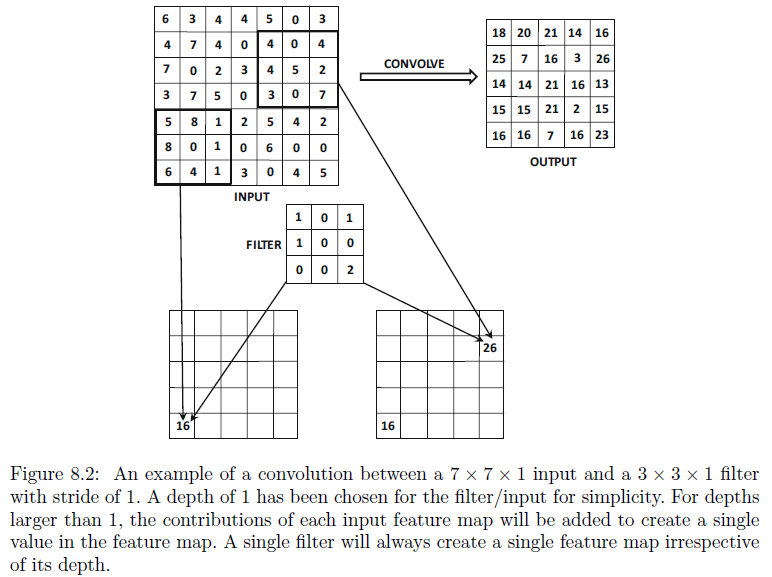 6 3 4 4 5 0 3
4 7 4 0 4 0 4
7 0 2 3 4 5 2
3 7 5 0 3 0 7
5 8 1 2 5 4 2
8 0 1 0 6 0 0
6 4 1 3 0 4 5
INPUT
CONVOLVE
18 20 21 14 16
25 7 16 3 26
14 14 21 16 13
15 15 21 2 15
16 16 7 16 23
OUTPUT
FILTER
1 0 1
1 0 0
0 0 2
16
26
16
Figure 8.2: An example of a convolution between a 7 × 7 × 1 input and a 3 × 3 × 1 filter
with stride of 1. A depth of 1 has been chosen for the filter/input for simplicity. For depths
larger than 1, the contributions of each input feature map will be added to create a single
value in the feature map. A single filter will always create a single feature map irrespective
of its depth.